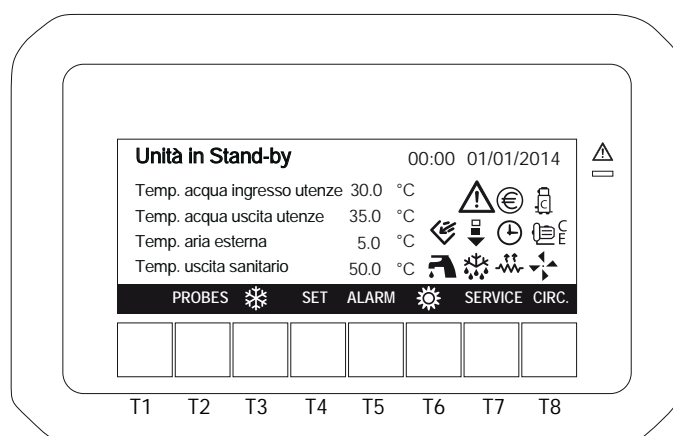 Unità in Stand-by 00:00 01/01/2014
Temp. acqua ingresso utenze 30.0 °C
Temp. acqua uscita utenze 35.0 °C
Temp. aria esterna 5.0 °C
Temp. uscita sanitario 50.0 °C
€ C
C
E
PROBES SET ALARM SERVICE CIRC.
T1 T2 T3 T4 T5 T6 T7 T8